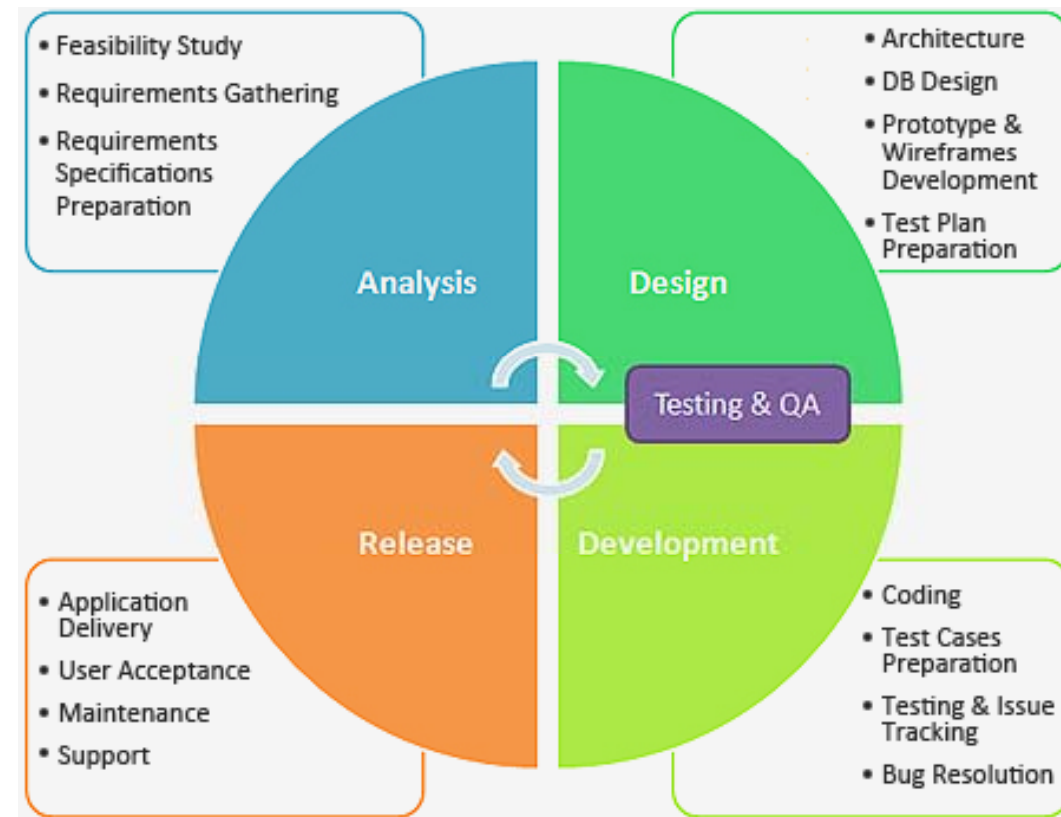 • Feasibility Study
• Requirements Gathering
• Requirements
Specifications
Preparation
• Architecture
• DB Design
• Prototype &
Wireframes
Development
• Test Plan
Preparation
Analysis
Design
Testing & QA
Release
Development
• Application
Delivery
• User Acceptance
• Maintenance
• Support
• Coding
• Test Cases
Preparation
• Testing & Issue
Tracking
• Bug Resolution